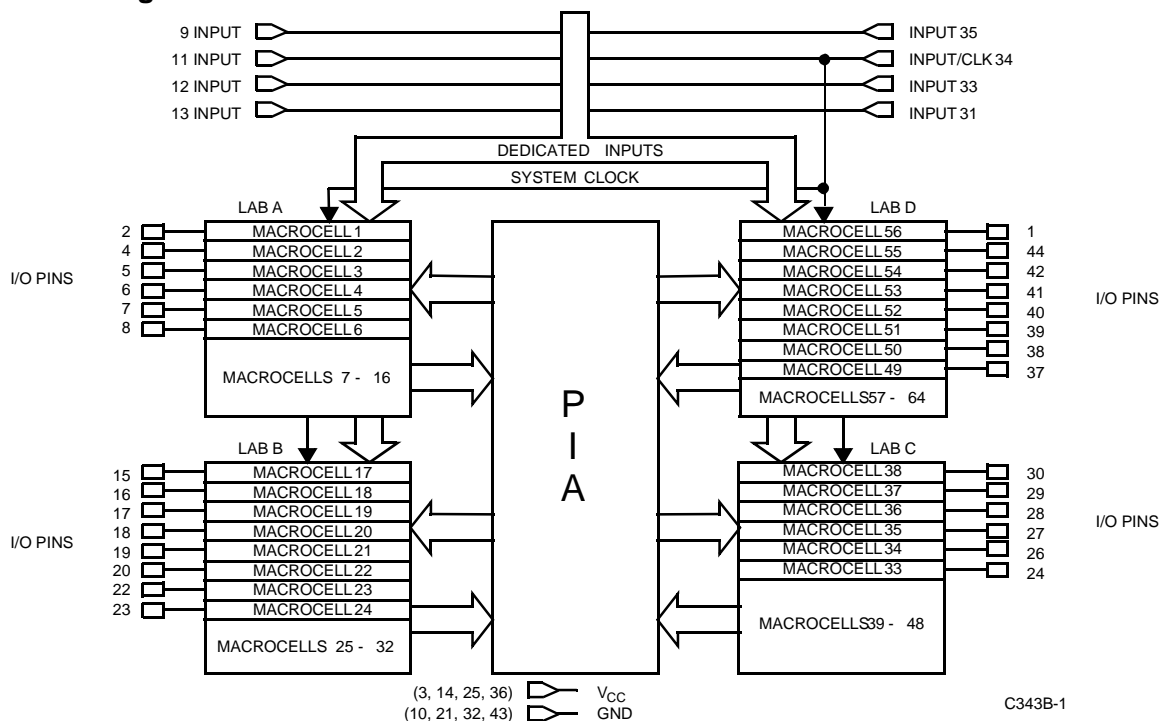 9 INPUT INPUT 35
11 INPUT INPUT/CLK 34
12 INPUT INPUT 33
13 INPUT INPUT 31
DEDICATED INPUTS
SYSTEM CLOCK
LAB A LAB D
2 MACROCELL 1 MACROCELL 56 1
4 MACROCELL 2 MACROCELL 55 44
5 MACROCELL 3 MACROCELL 54 42
I/O PINS
6 MACROCELL 4 MACROCELL 53 41
I/O PINS
7 MACROCELL 5 MACROCELL 52 40
8 MACROCELL 6 MACROCELL 51 39
MACROCELL 50 38
MACROCELL 49 37
MACROCELLS 7 - 16
MACROCELLS 57 - 64
P
I
A
LAB B LAB C
15 MACROCELL 17 MACROCELL 38 30
16 MACROCELL 18 MACROCELL 37 29
17 MACROCELL 19 MACROCELL 36 28
18 MACROCELL 20 MACROCELL 35 27
I/O PINS
I/O PINS
19 MACROCELL 21 MACROCELL 34 26
20 MACROCELL 22 MACROCELL 33 24
22 MACROCELL 23
23 MACROCELL 24
MACROCELLS 39 - 48
MACROCELLS 25 - 32
(3, 14, 25, 36) VCC
(10, 21, 32, 43) GND
C343B-1